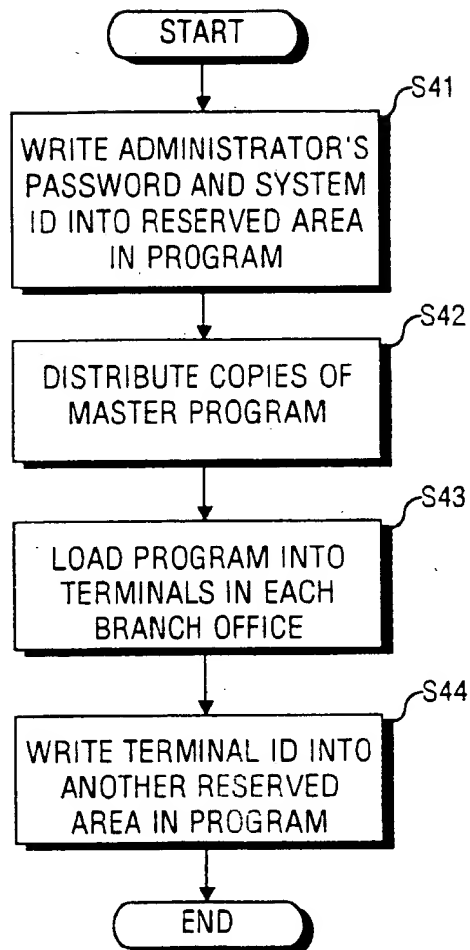 START
S41
WRITE ADMINISTRATOR'S
PASSWORD AND SYSTEM
ID INTO RESERVED AREA
IN PROGRAM
S42
DISTRIBUTE COPIES OF
MASTER PROGRAM
S43
LOAD PROGRAM INTO
TERMINALS IN EACH
BRANCH OFFICE
S44
WRITE TERMINAL ID INTO
ANOTHER RESERVED
AREA IN PROGRAM
END